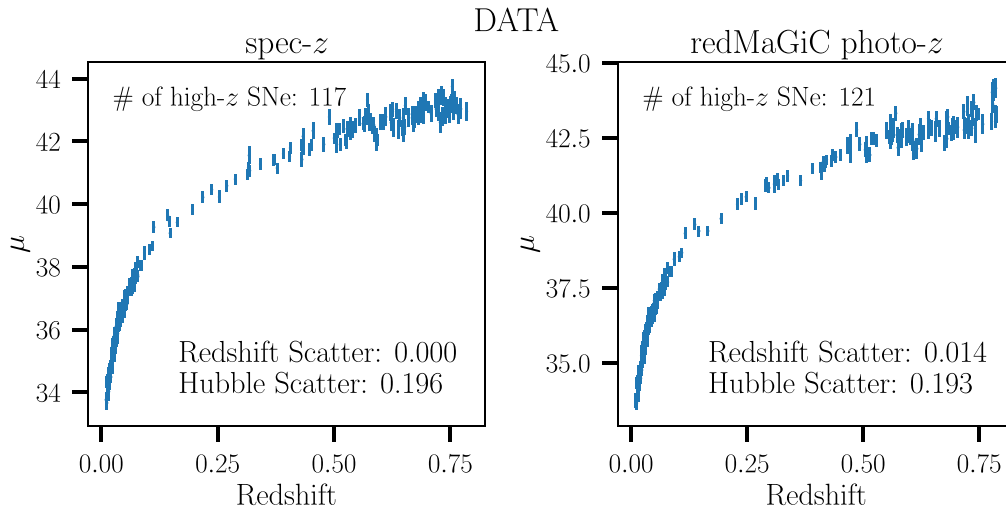 DATA
spec-z
# of high-z SNe: 117
44
42
40
38
36
34
μ
Redshift Scatter: 0.000
Hubble Scatter: 0.196
0.00 0.25 0.50 0.75
Redshift
redMaGiC photo-z
# of high-z SNe: 121
45.0
42.5
40.0
37.5
35.0
μ
Redshift Scatter: 0.014
Hubble Scatter: 0.193
0.00 0.25 0.50 0.75
Redshift